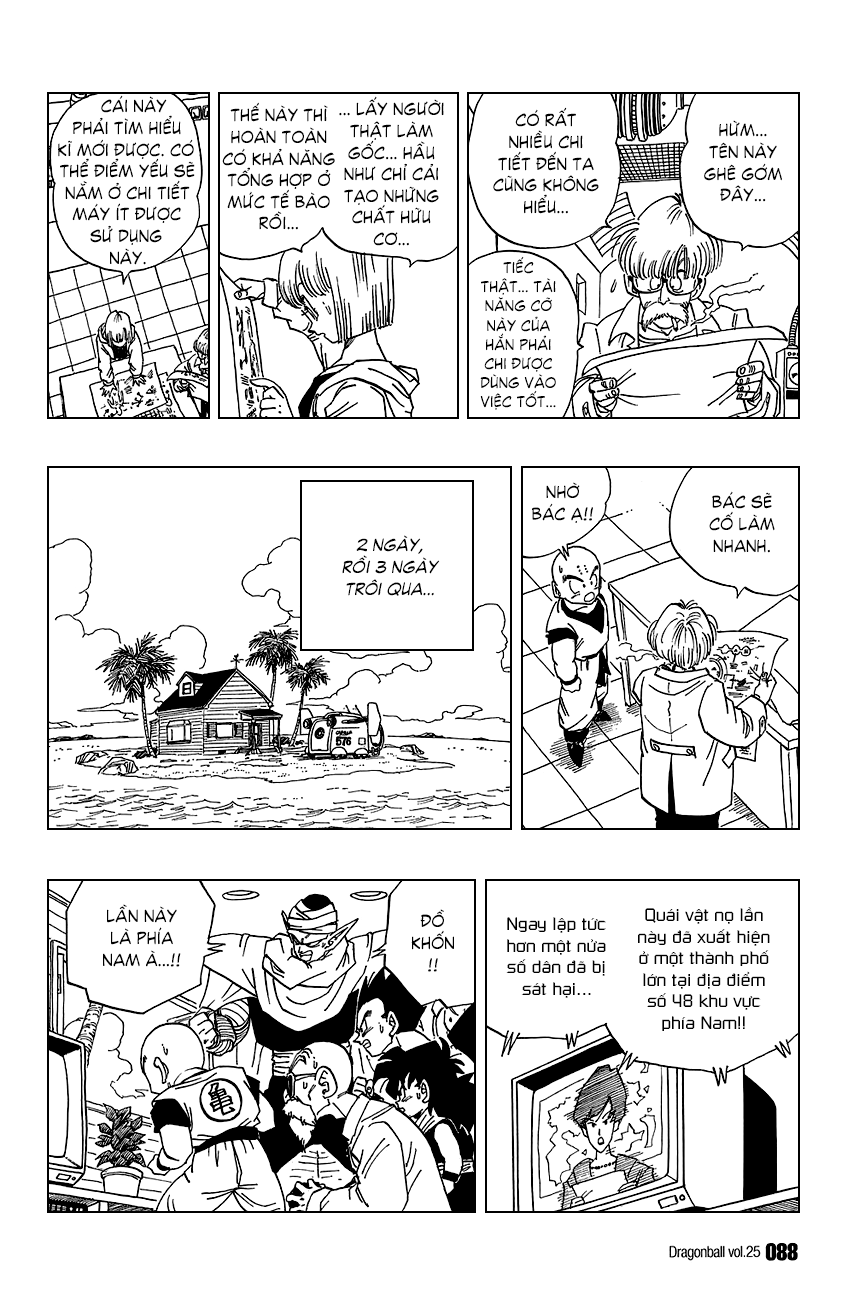 HỪM...
TÊN NÀY
GHÊ GỚM
ĐÂY...
CÓ RẤT
NHIỀU CHI
TIẾT ĐẾN TA
CŨNG KHÔNG
HIỂU...
TIẾC
THẬT... TÀI
NĂNG CỠ
NÀY CỦA
HẮN PHẢI
CHI ĐƯỢC
DÙNG VÀO
VIỆC TỐT...
... LẤY NGƯỜI
THẬT LÀM
GỐC... HẦU
NHƯ CHỈ CẢI
TẠO NHỮNG
CHẤT HỮU
CƠ...
THẾ NÀY THÌ
HOÀN TOÀN
CÓ KHẢ NĂNG
TỔNG HỢP Ở
MỨC TẾ BÀO
RỒI...
CÁI NÀY
PHẢI TÌM HIỂU
KĨ MỚI ĐƯỢC. CÓ
THỂ ĐIỂM YẾU SẼ
NẰM Ở CHI TIẾT
MÁY ÍT ĐƯỢC
SỬ DỤNG
NÀY.
BÁC SẼ
CỐ LÀM
NHANH.
NHỜ
BÁC Ạ!!
2 NGÀY,
RỒI 3 NGÀY
TRÔI QUA...
576
Quái vật nọ lần
này đã xuất hiện
ở một thành phố
lớn tại địa điểm
số 48 khu vực
phía Nam!!
Ngay lập tức
hơn một nửa
số dân đã bị
sát hại...
ĐỒ
KHỐN
!!
LẦN NÀY
LÀ PHÍA
NAM À...!!
亀
Dragonball vol.25 088